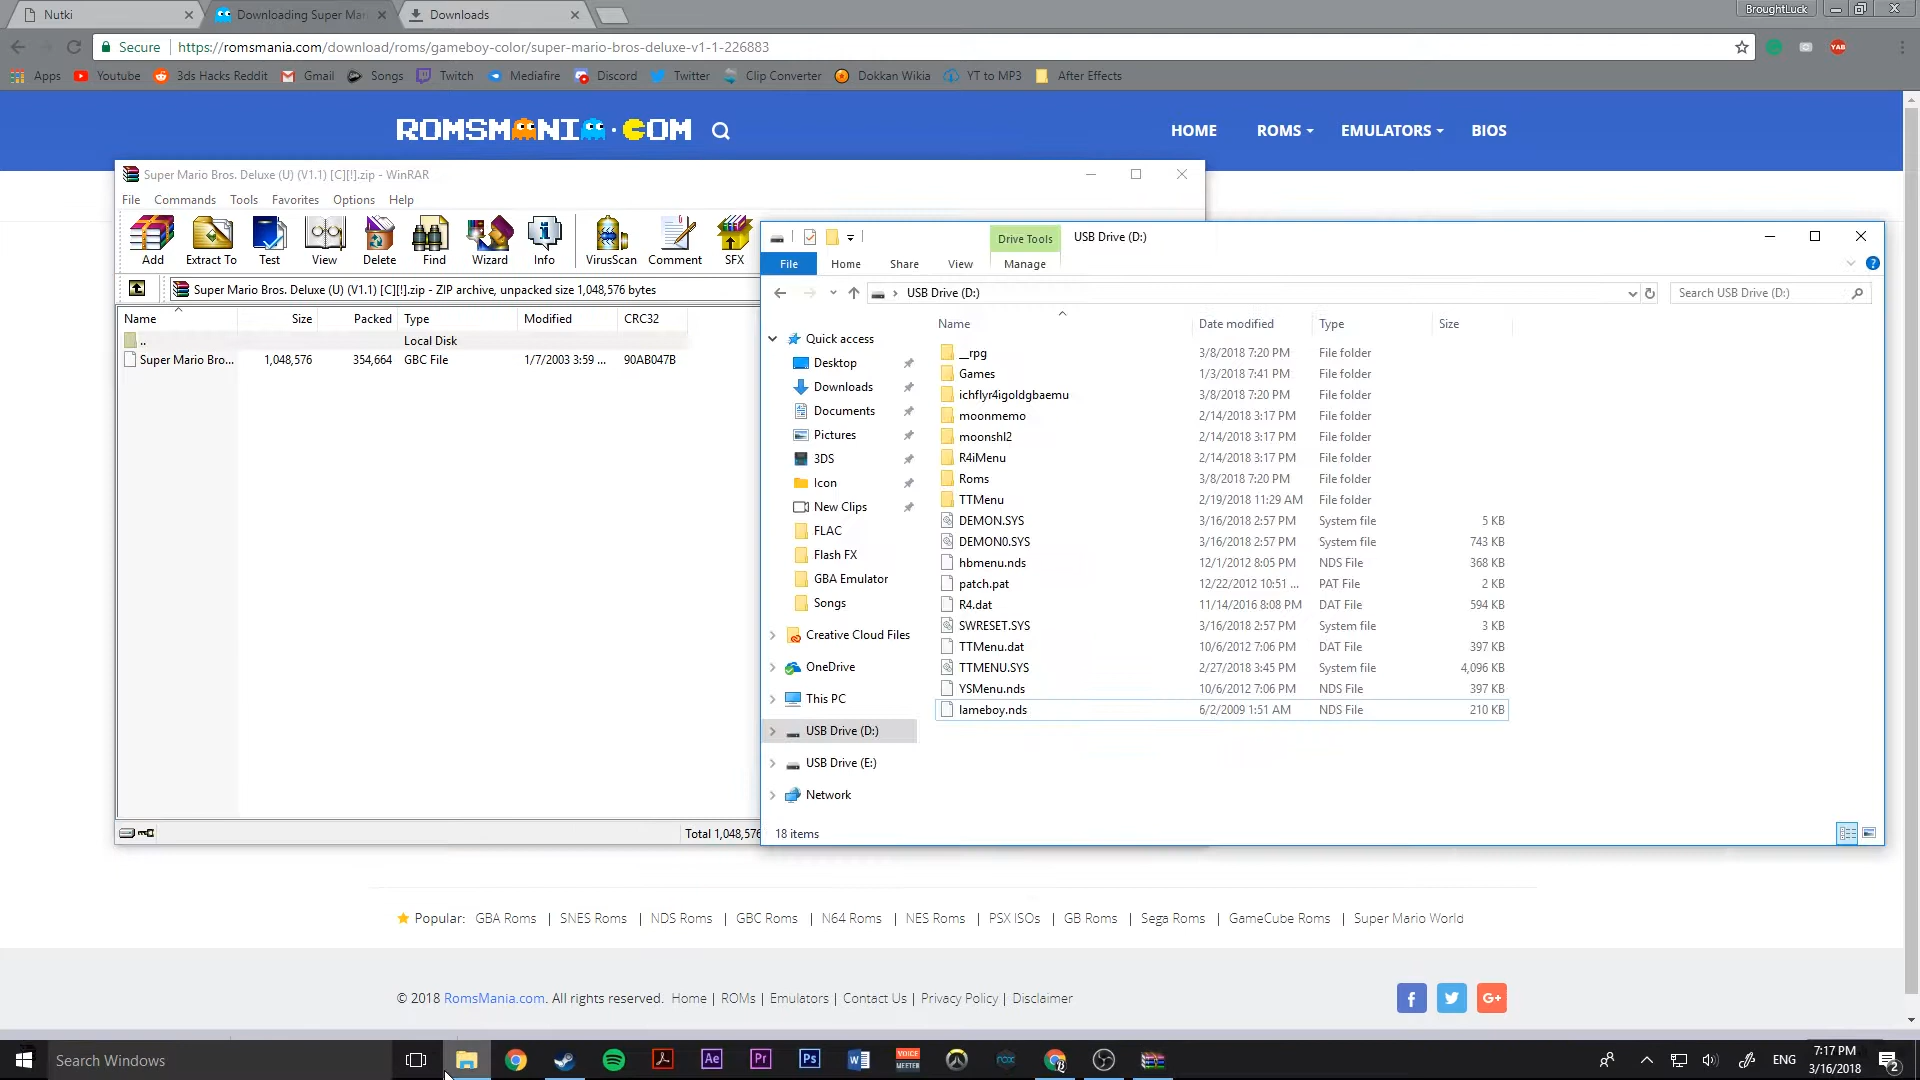 Nutki
Downloading Super Mar
Downloads
BroughtLuck
Secure
https://romsmania.com/download/roms/gameboy-color/super-mario-bros-deluxe-v1-1-226883
YAB
Apps
Youtube
3ds Hacks Reddit
Gmail
Songs
Twitch
Mediafire
Discord
Twitter
Clip Converter
Dokkan Wikia
YT to MP3
After Effects
ROMSMANIA.COM
HOME
ROMS
EMULATORS
BIOS
Super Mario Bros. Deluxe (U) (V1.1) [C][!].zip - WinRAR
File Commands Tools Favorites Options Help
Add
Extract To
Test
View
Delete
Find
Wizard
Info
VirusScan
Comment
SFX
Super Mario Bros. Deluxe (U) (V1.1) [C][!].zip - ZIP archive, unpacked size 1,048,576 bytes
Name Size Packed Type Modified CRC32
.. Local Disk
Super Mario Bro... 1,048,576 354,664 GBC File 1/7/2003 3:59 ... 90AB047B
Total 1,048,576
Drive Tools
USB Drive (D:)
File Home Share View Manage
USB Drive (D:)
Search USB Drive (D:)
Quick access
Desktop
Downloads
Documents
Pictures
3DS
Icon
New Clips
FLAC
Flash FX
GBA Emulator
Songs
Creative Cloud Files
OneDrive
This PC
USB Drive (D:)
USB Drive (E:)
Network
Name Date modified Type Size
__rpg 3/8/2018 7:20 PM File folder
Games 1/3/2018 7:41 PM File folder
ichflyr4igoldgbaemu 3/8/2018 7:20 PM File folder
moonmemo 2/14/2018 3:17 PM File folder
moonshl2 2/14/2018 3:17 PM File folder
R4iMenu 2/14/2018 3:17 PM File folder
Roms 3/8/2018 7:20 PM File folder
TTMenu 2/19/2018 11:29 AM File folder
DEMON.SYS 3/16/2018 2:57 PM System file 5 KB
DEMON0.SYS 3/16/2018 2:57 PM System file 743 KB
hbmenu.nds 12/1/2012 8:05 PM NDS File 368 KB
patch.pat 12/22/2012 10:51 ... PAT File 2 KB
R4.dat 11/14/2016 8:08 PM DAT File 594 KB
SWRESET.SYS 3/16/2018 2:57 PM System file 3 KB
TTMenu.dat 10/6/2012 7:06 PM DAT File 397 KB
TTMENU.SYS 2/27/2018 3:45 PM System file 4,096 KB
YSMenu.nds 10/6/2012 7:06 PM NDS File 397 KB
lameboy.nds 6/2/2009 1:51 AM NDS File 210 KB
18 items
Popular: GBA Roms | SNES Roms | NDS Roms | GBC Roms | N64 Roms | NES Roms | PSX ISOs | GB Roms | Sega Roms | GameCube Roms | Super Mario World
© 2018 RomsMania.com. All rights reserved. Home | ROMs | Emulators | Contact Us | Privacy Policy | Disclaimer
f
G+
Search Windows
Ae
Pr
Ps
VOICE MEETER
nox
ENG
7:17 PM
3/16/2018
2